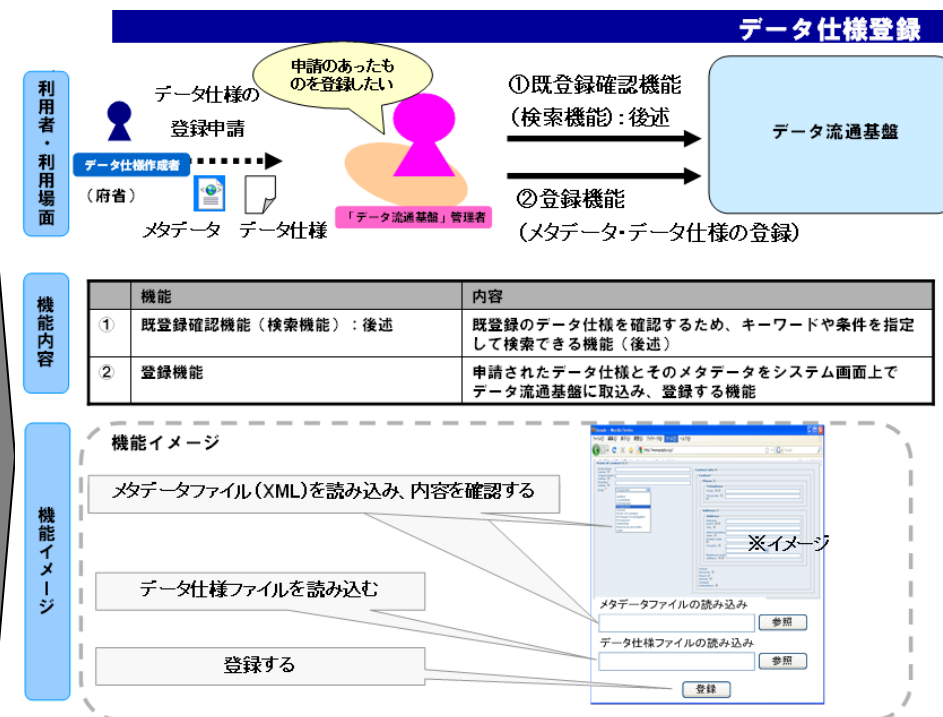 データ仕様登録
利用者・利用場面
データ仕様の
登録申請
申請のあったも
のを登録したい
①既登録確認機能
(検索機能):後述
データ流通基盤
データ仕様作成者
(府省)
メタデータ データ仕様
「データ流通基盤」管理者
②登録機能
(メタデータ・データ仕様の登録)
機能内容
機能 内容
① 既登録確認機能(検索機能):後述
既登録のデータ仕様を確認するため、キーワードや条件を指定
して検索できる機能(後述)
② 登録機能
申請されたデータ仕様とそのメタデータをシステム画面上で
データ流通基盤に取込み、登録する機能
機能イメージ
機能イメージ
メタデータファイル(XML)を読み込み、内容を確認する
※イメージ
データ仕様ファイルを読み込む
メタデータファイルの読み込み
参照
データ仕様ファイルの読み込み
参照
登録する
登録